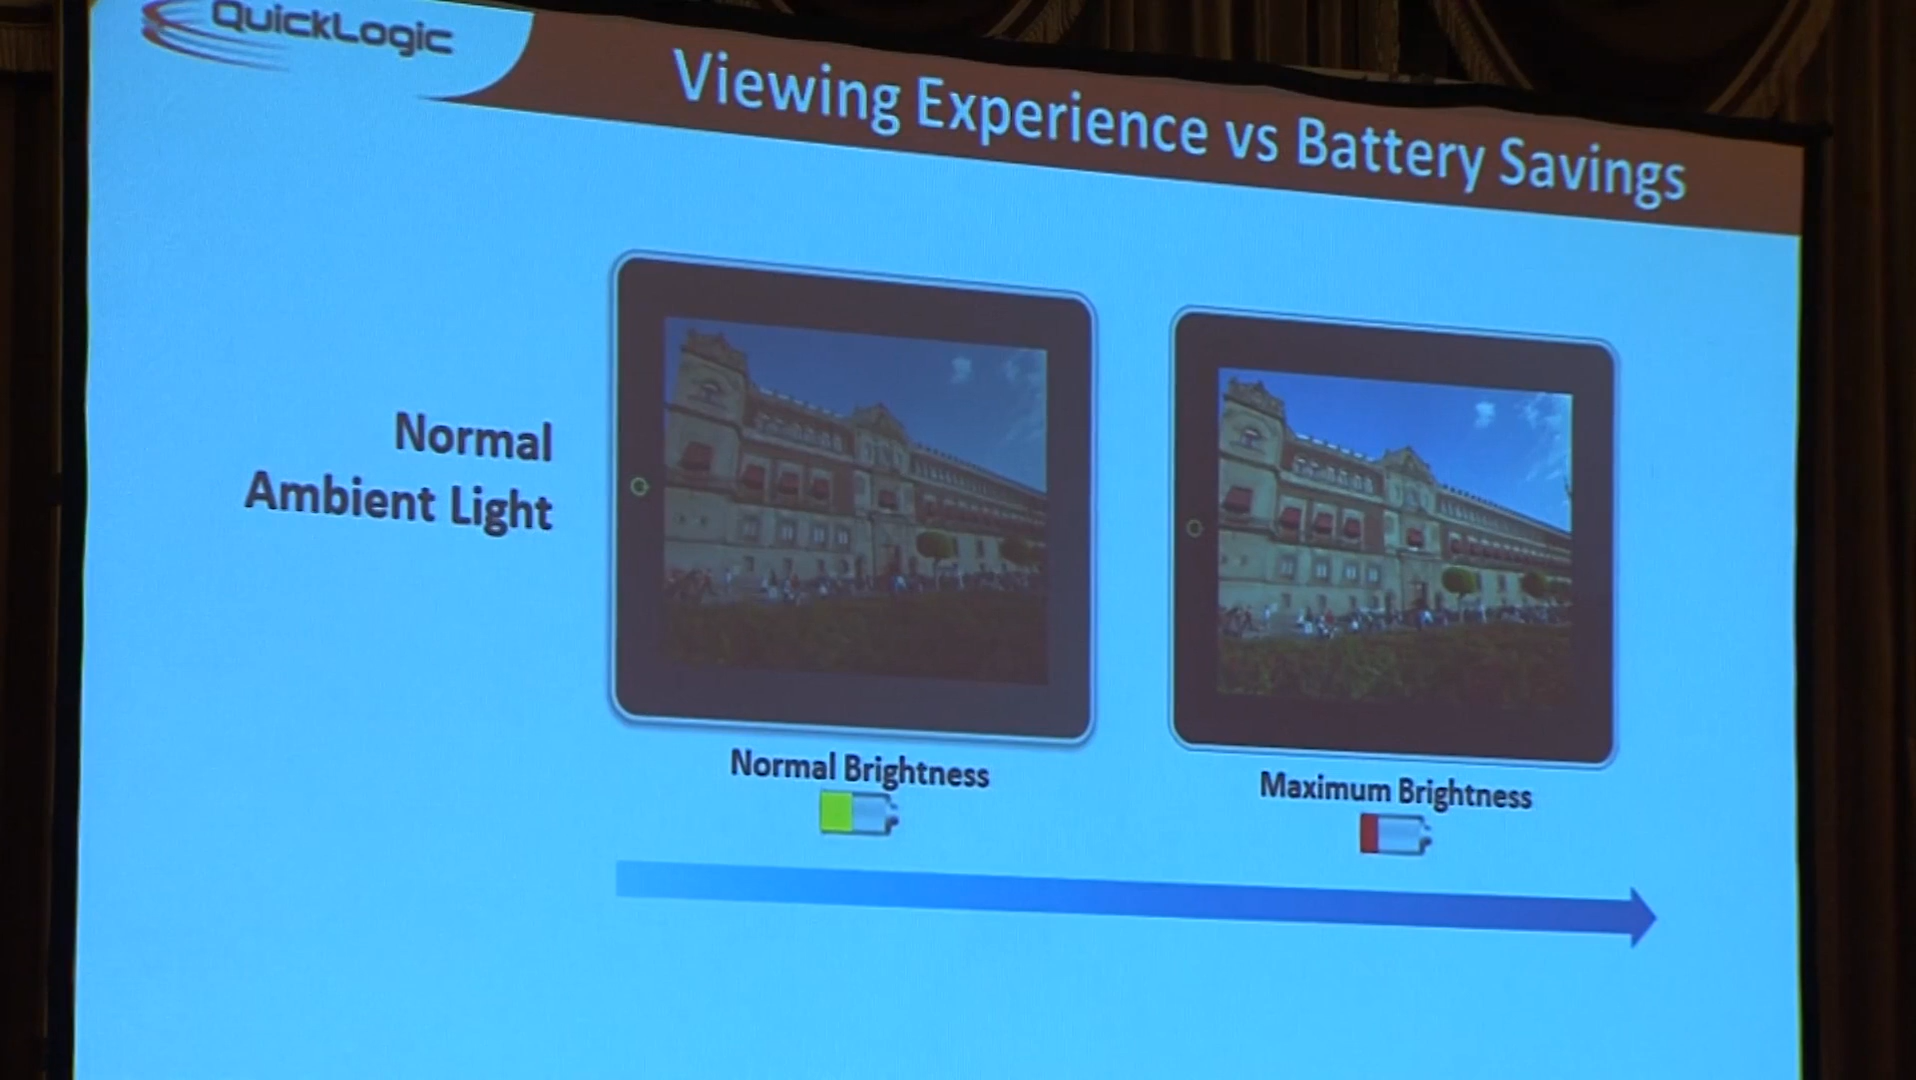 QuickLogic
Viewing Experience vs Battery Savings
Normal
Ambient Light
Normal Brightness
Maximum Brightness